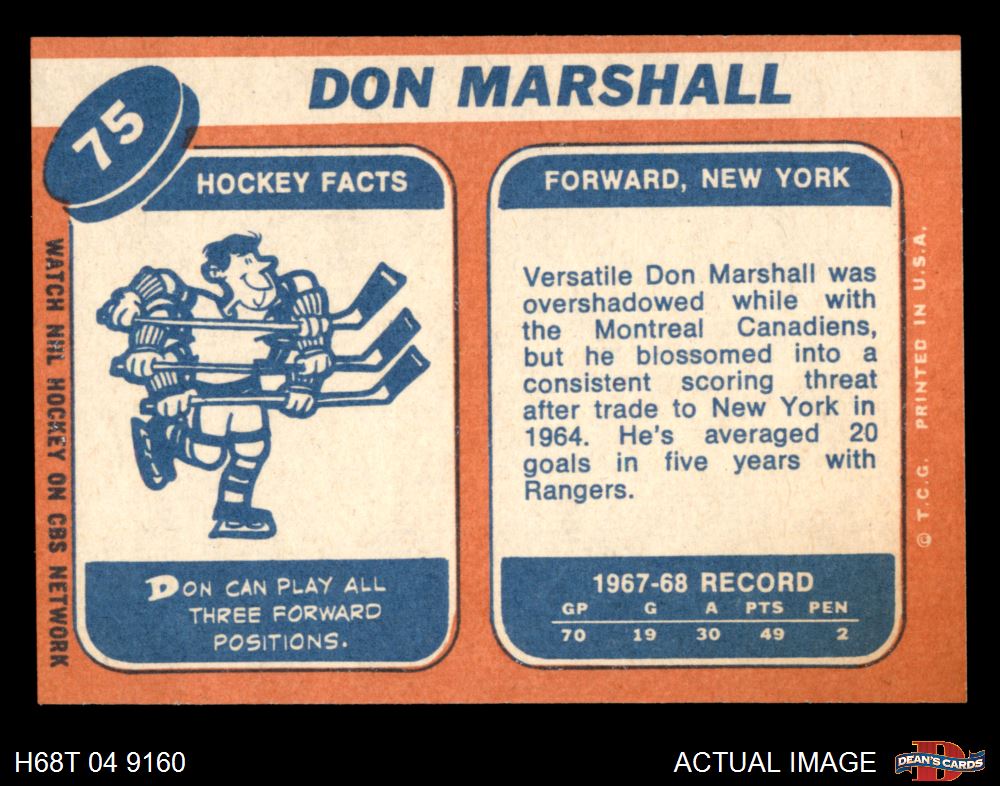 DON MARSHALL
75
HOCKEY FACTS
DON CAN PLAY ALL
THREE FORWARD
POSITIONS.
WATCH NHL HOCKEY ON CBS NETWORK
FORWARD, NEW YORK
Versatile Don Marshall was
overshadowed while with
the Montreal Canadiens,
but he blossomed into a
consistent scoring threat
after trade to New York in
1964. He's averaged 20
goals in five years with
Rangers.
1967-68 RECORD
GP G A PTS PEN
70 19 30 49 2
© T.C.G. PRINTED IN U.S.A.
H68T 04 9160
ACTUAL IMAGE
D
DEAN'S CARDS